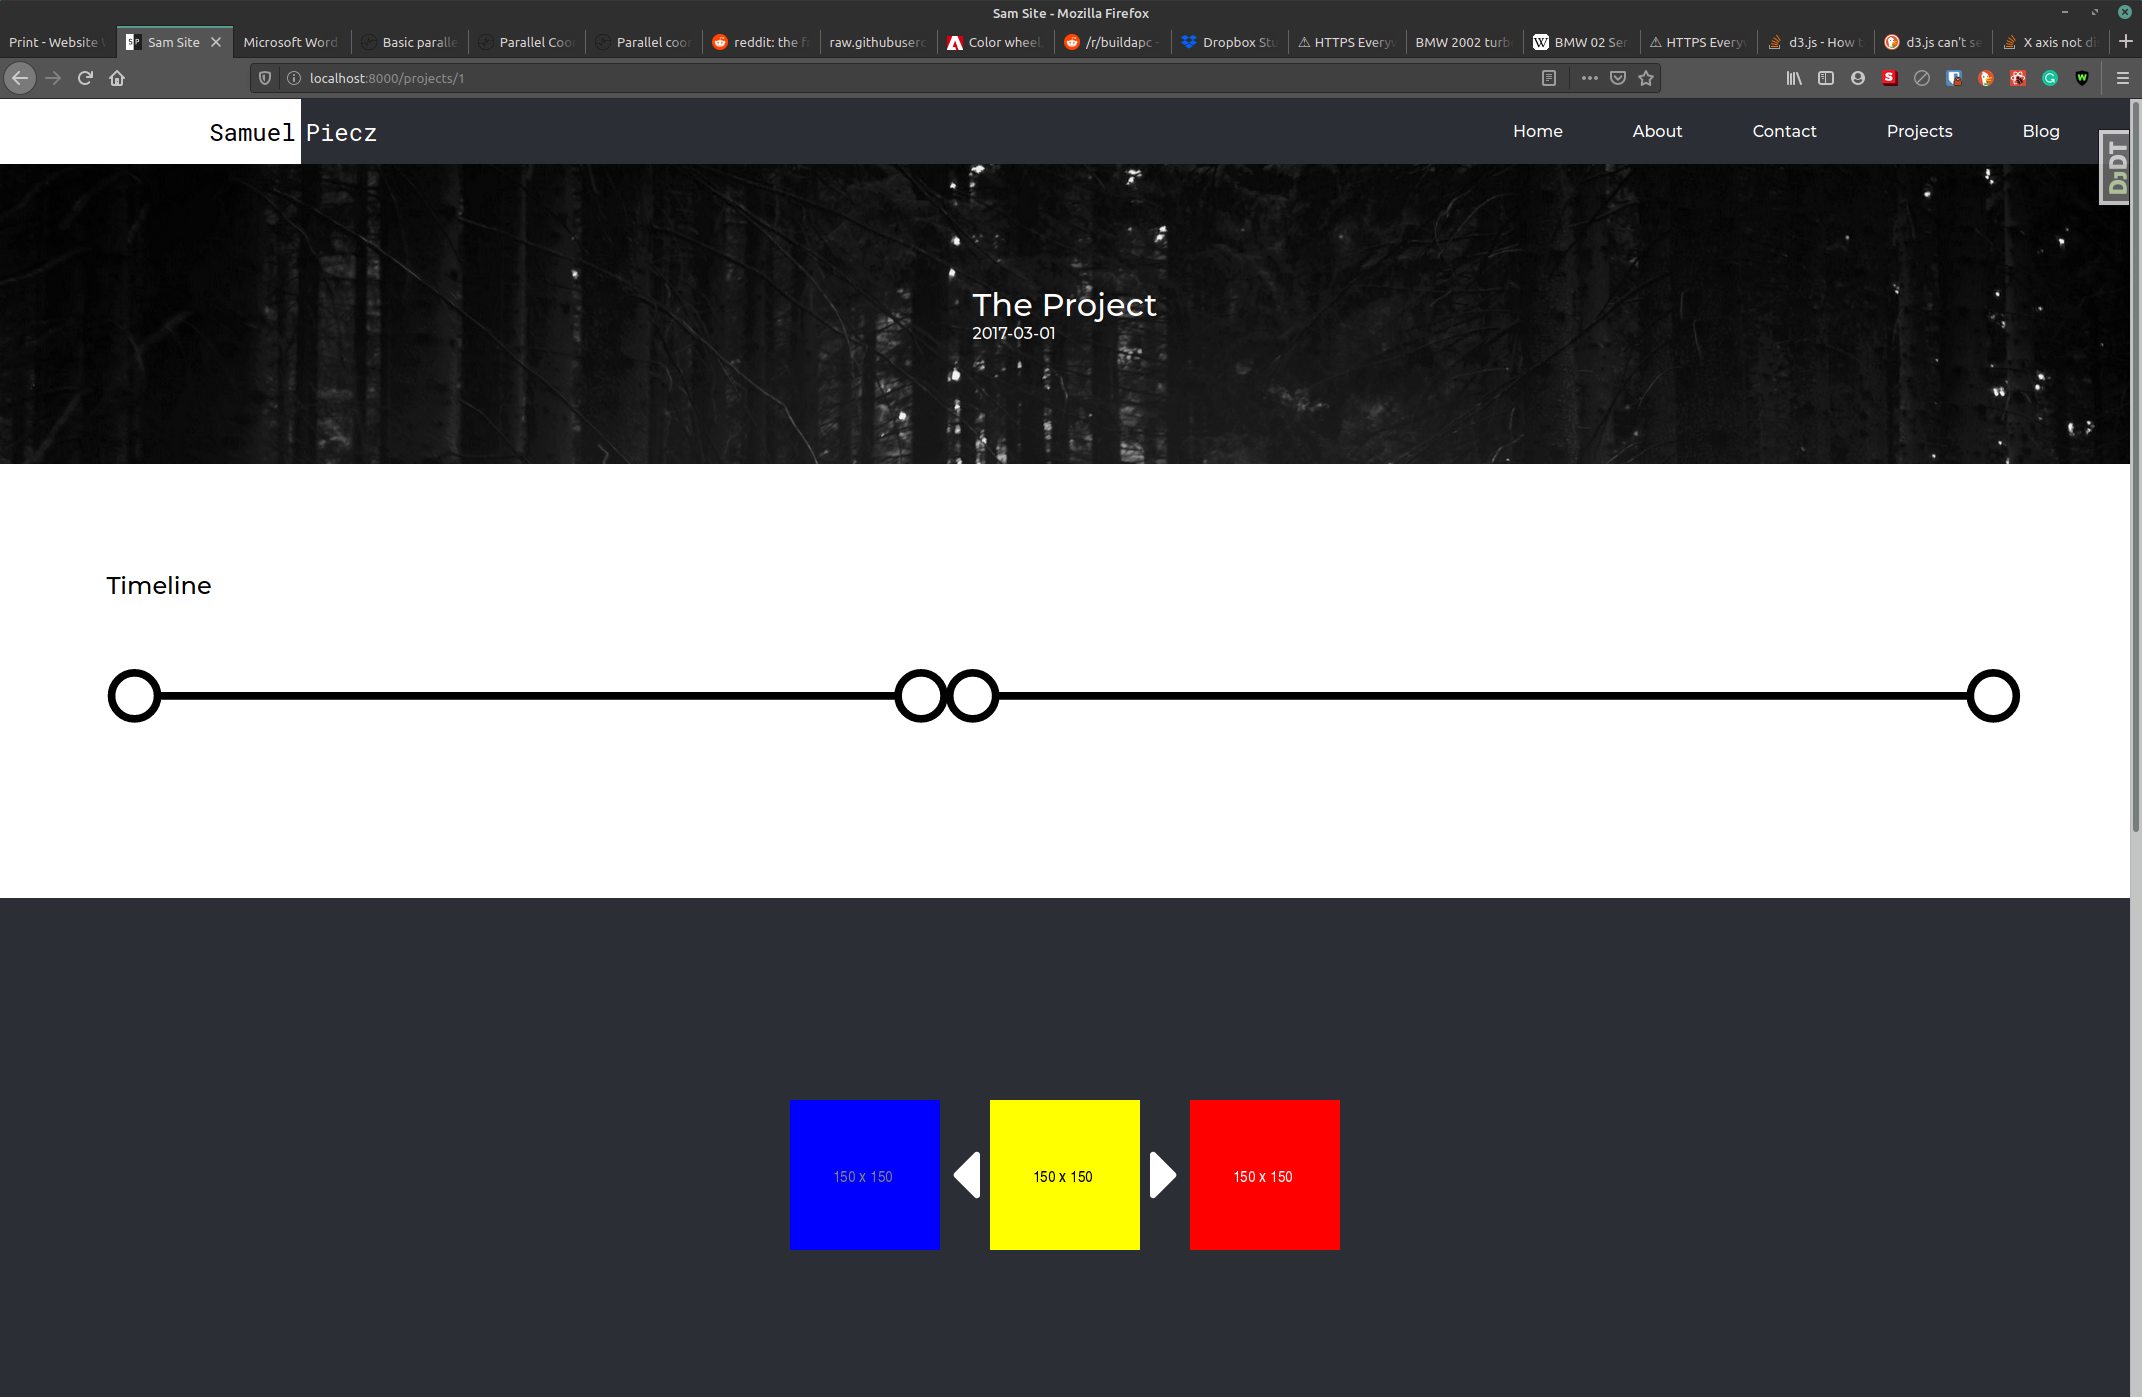 Sam Site - Mozilla Firefox
Print - Website
Sam Site
Microsoft Word
Basic paralle
Parallel Coo
Parallel coor
reddit: the f
raw.githubuserc
Color wheel,
/r/buildapc -
Dropbox Stu
HTTPS Every
BMW 2002 turb
BMW 02 Ser
HTTPS Every
d3.js - How t
d3.js can't se
X axis not di
localhost:8000/projects/1
Samuel Piecz
Home
About
Contact
Projects
Blog
DJDT
The Project
2017-03-01
Timeline
150 x 150
150 x 150
150 x 150